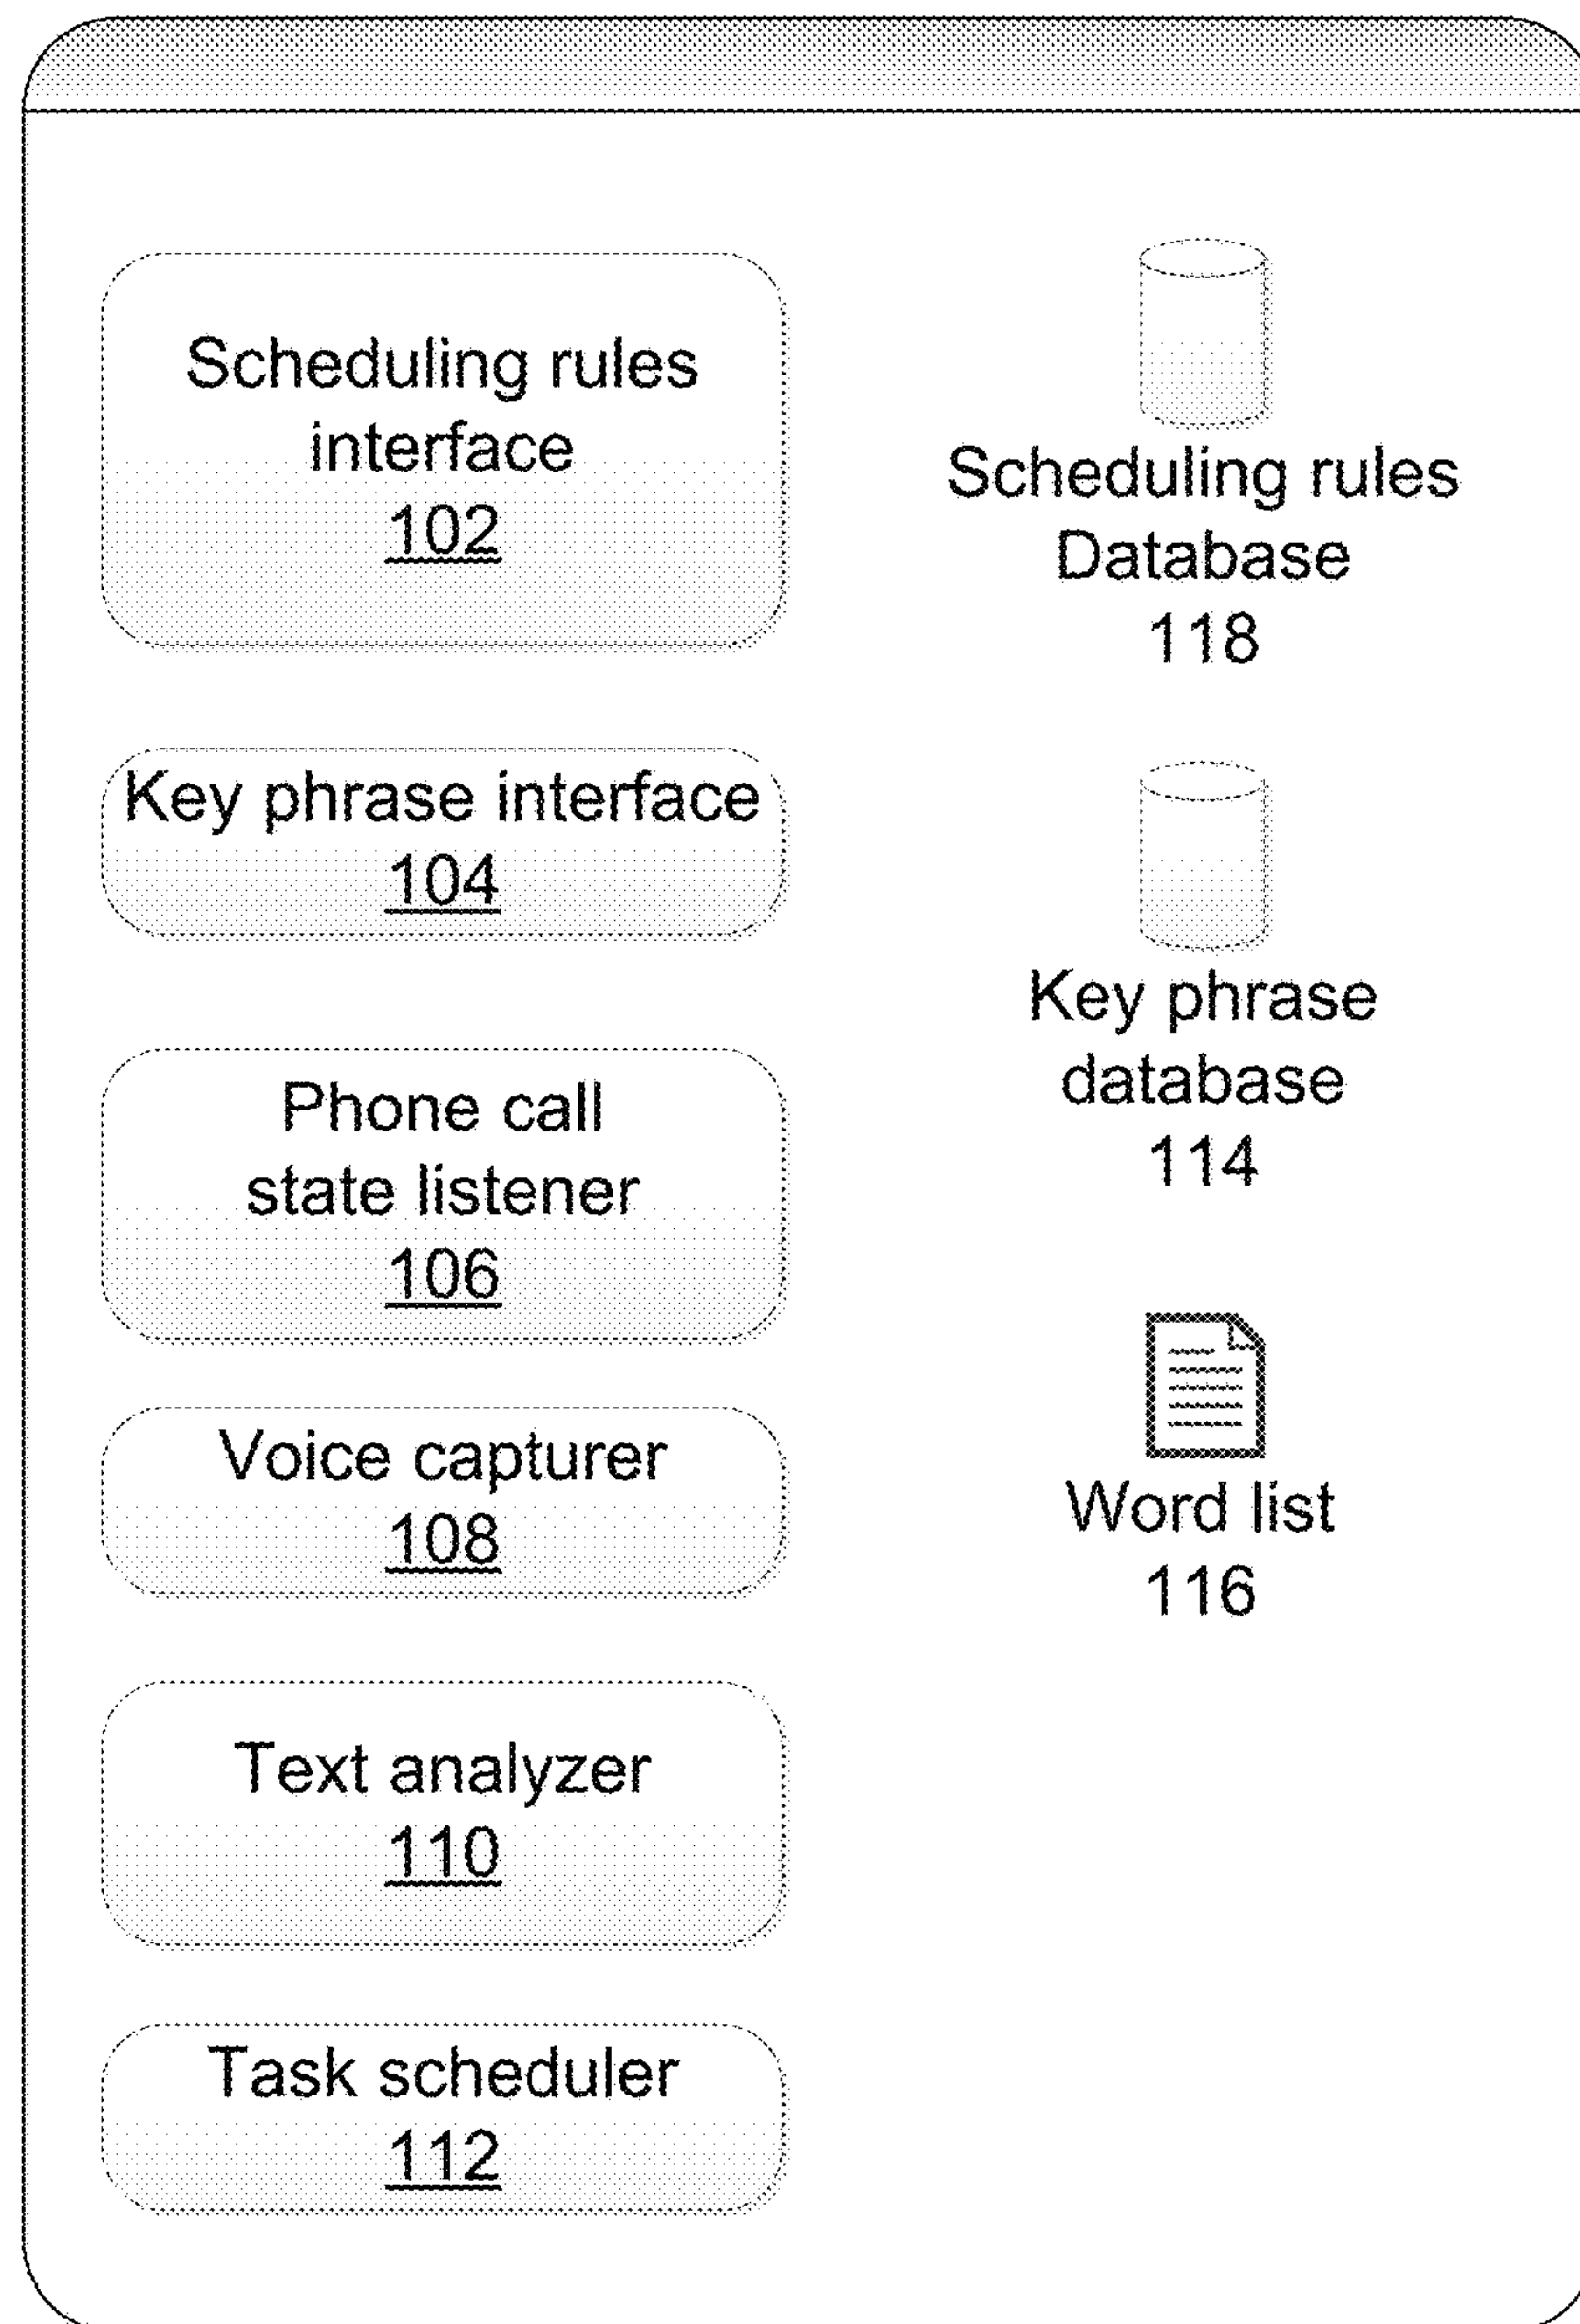 Scheduling rules
interface
102
Key phrase interface
104
Phone call
state listener
106
Voice capturer
108
Text analyzer
110
Task scheduler
112
Scheduling rules
Database
118
Key phrase
database
114
Word list
116